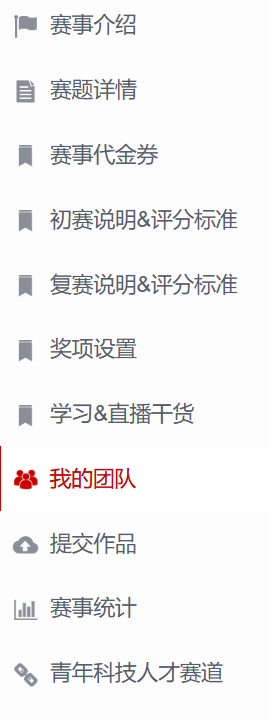 赛事介绍
赛题详情
赛事代金券
初赛说明&评分标准
复赛说明&评分标准
奖项设置
学习&直播干货
我的团队
提交作品
赛事统计
青年科技人才赛道